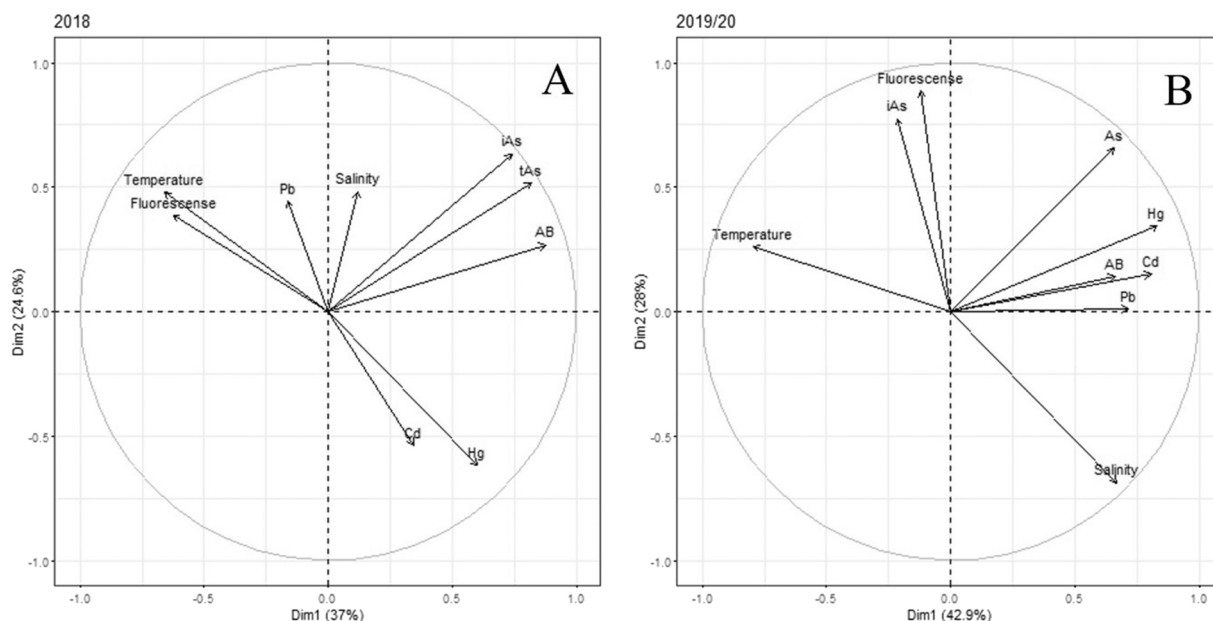 2018
A
1.0
0.5
0.0
-0.5
-1.0
Dim2 (24.6%)
iAs
tAs
Temperature
Pb
Salinity
Fluorescense
AB
Cd
Hg
-1.0 -0.5 0.0 0.5 1.0
Dim1 (37%)
2019/20
B
1.0
0.5
0.0
-0.5
-1.0
Dim2 (28%)
Fluorescense
iAs
As
Hg
Temperature
AB Cd
Pb
Salinity
-1.0 -0.5 0.0 0.5 1.0
Dim1 (42.9%)